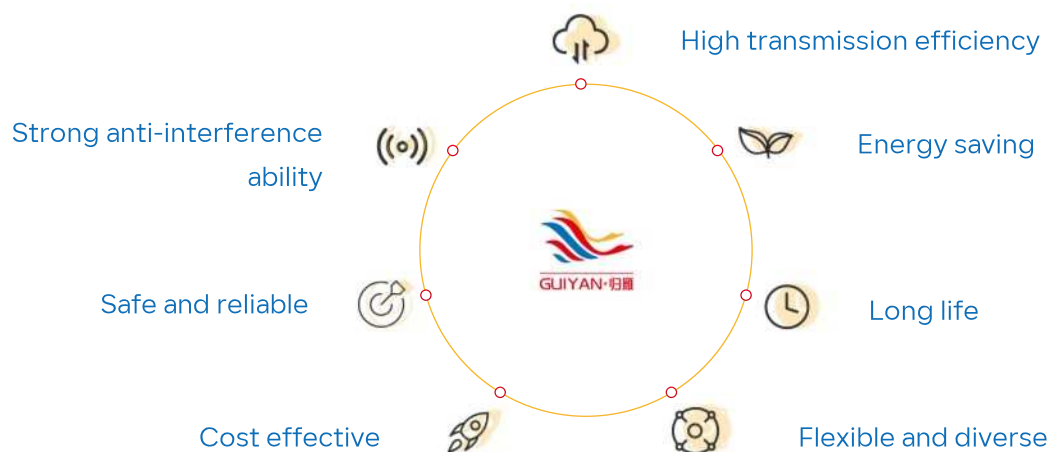 High transmission efficiency
Strong anti-interference
ability
Energy saving
GUIYAN·归雁
Safe and reliable
Long life
Cost effective
Flexible and diverse